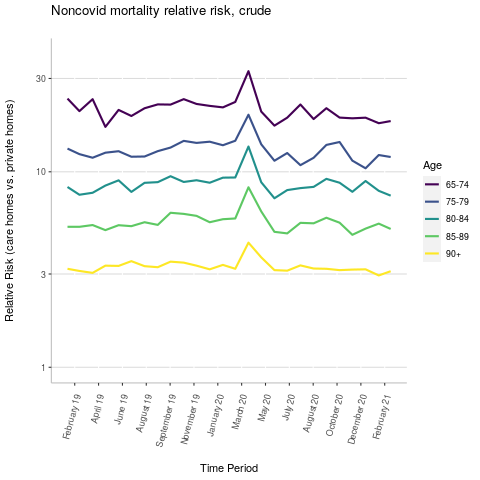 Noncovid mortality relative risk, crude
Relative Risk (care homes vs. private homes)
30
10
3
1
February 19
April 19
June 19
August 19
September 19
November 19
January 20
March 20
May 20
July 20
August 20
October 20
December 20
February 21
Time Period
Age
65-74
75-79
80-84
85-89
90+